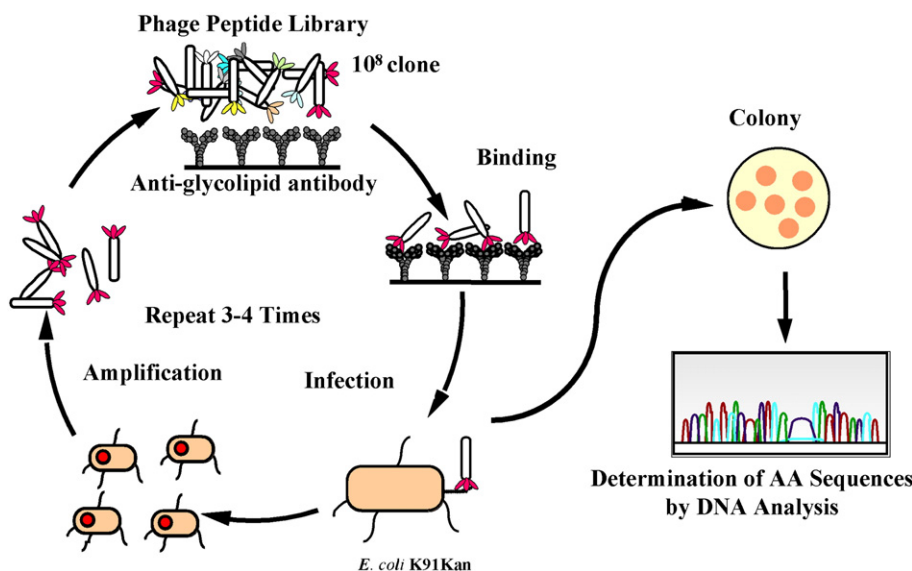 Phage Peptide Library
10⁸ clone
Anti-glycolipid antibody
Binding
Colony
Repeat 3-4 Times
Amplification
Infection
E. coli K91Kan
Determination of AA Sequences
by DNA Analysis